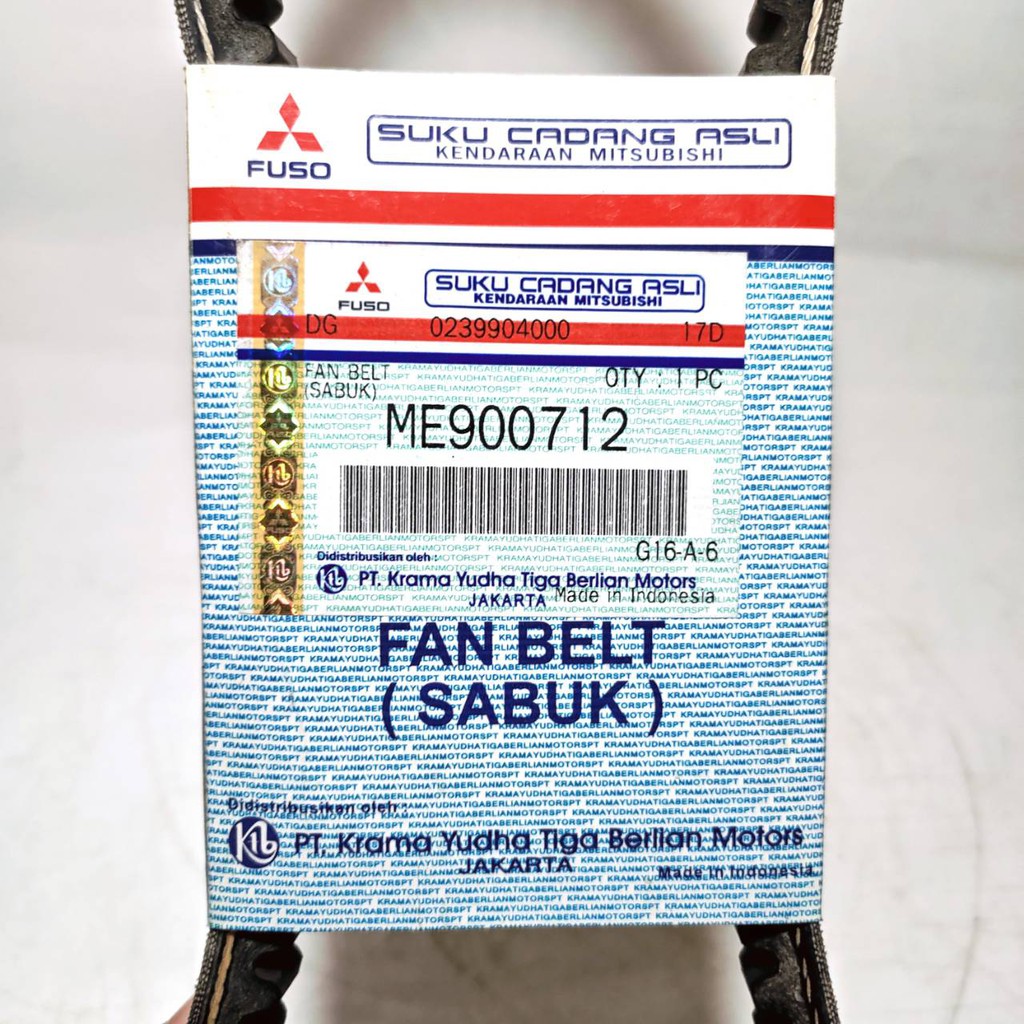 FUSO
SUKU CADANG ASLI
KENDARAAN MITSUBISHI
FUSO
SUKU CADANG ASLI
KENDARAAN MITSUBISHI
DG 0239904000 17D
FAN BELT
(SABUK)
QTY : 1 PC
ME900712
G16-A-6
Didistribusikan oleh :
PT. Krama Yudha Tiga Berlian Motors
JAKARTA
Made in Indonesia
FAN BELT
( SABUK )
Didistribusikan oleh :
PT. Krama Yudha Tiga Berlian Motors
JAKARTA
Made in Indonesia